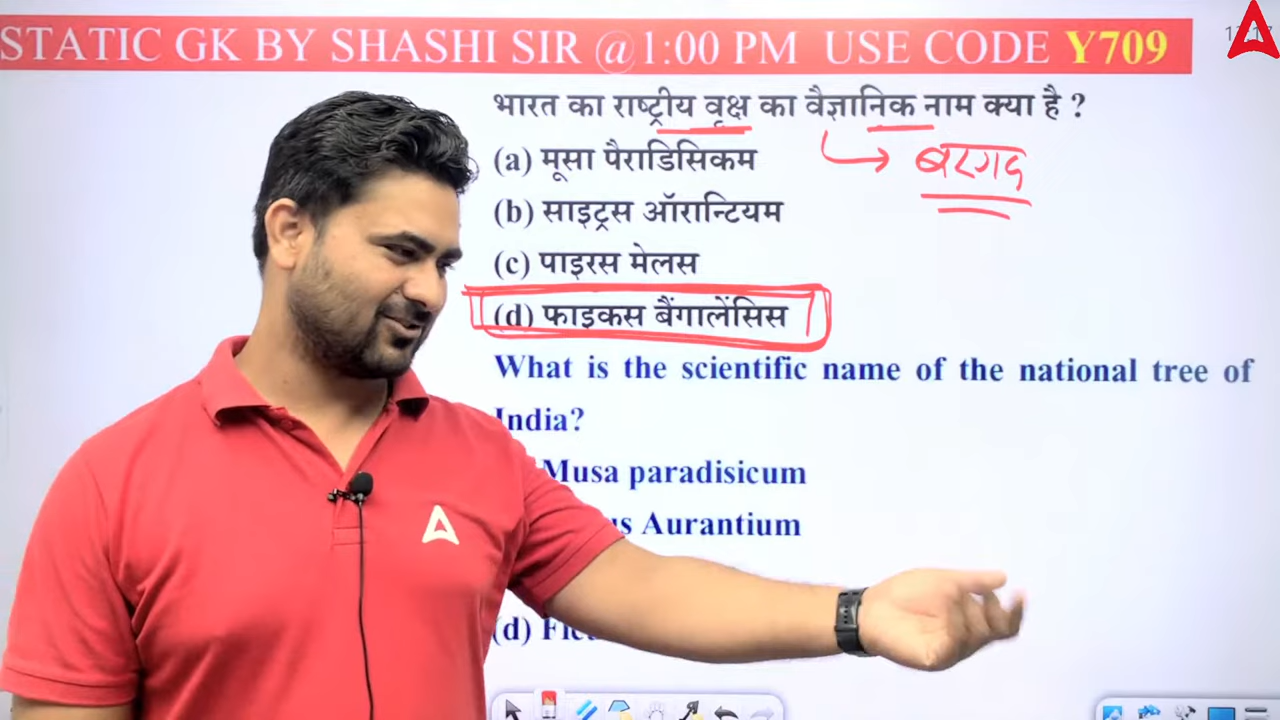 STATIC GK BY SHASHI SIR @1:00 PM USE CODE Y709
भारत का राष्ट्रीय वृक्ष का वैज्ञानिक नाम क्या है ?
(a) मूसा पैराडिसिकम
बरगद
(b) साइट्रस ऑरान्टियम
(c) पाइरस मेलस
(d) फाइकस बैंगालेंसिस
What is the scientific name of the national tree of
India?
Musa paradisicum
Aurantium
(d)